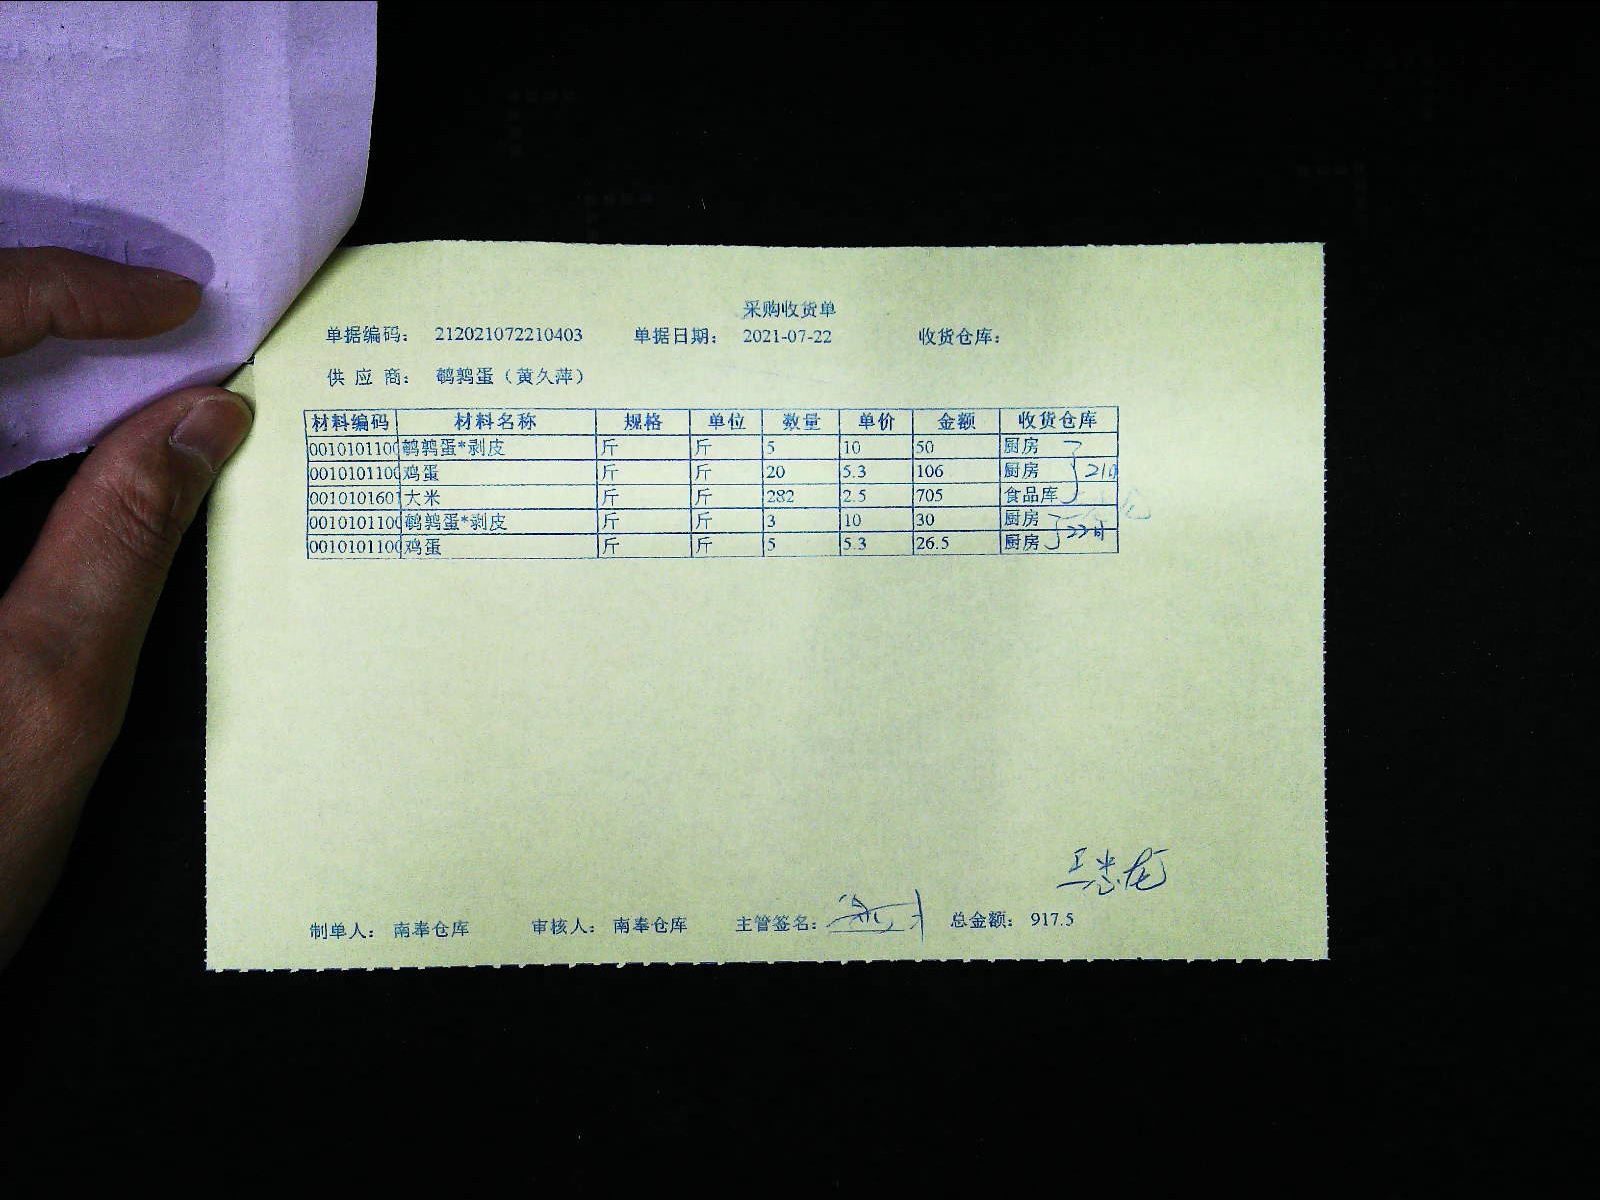 采购收货单
单据编码： 212021072210403 单据日期： 2021-07-22 收货仓库：
供 应 商： 鹌鹑蛋（黄久萍）
材料编码 材料名称 规格 单位 数量 单价 金额 收货仓库
0010101100 鹌鹑蛋*剥皮 斤 斤 5 10 50 厨房
0010101100 鸡蛋 斤 斤 20 5.3 106 厨房 21日
0010101601 大米 斤 斤 282 2.5 705 食品库
0010101100 鹌鹑蛋*剥皮 斤 斤 3 10 30 厨房
22日
0010101100 鸡蛋 斤 斤 5 5.3 26.5 厨房
制单人： 南奉仓库 审核人： 南奉仓库 主管签名： 总金额： 917.5